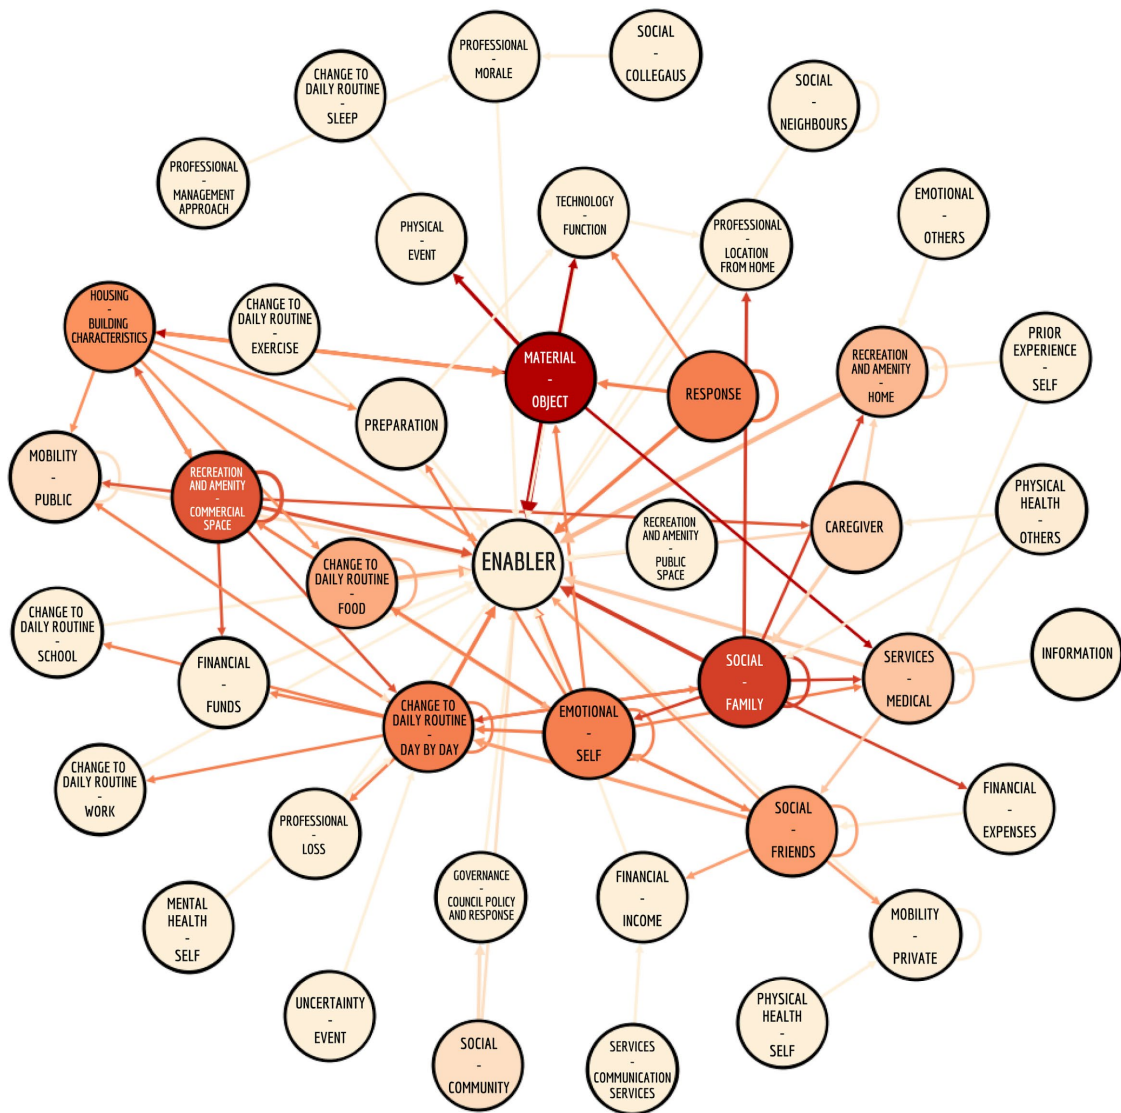 PROFESSIONAL
-
MORALE
SOCIAL
-
COLLEGAUS
CHANGE TO
DAILY ROUTINE
-
SLEEP
SOCIAL
-
NEIGHBOURS
PROFESSIONAL
-
MANAGEMENT
APPROACH
PHYSICAL
-
EVENT
TECHNOLOGY
-
FUNCTION
PROFESSIONAL
-
LOCATION
FROM HOME
EMOTIONAL
-
OTHERS
HOUSING
-
BUILDING
CHARACTERISTICS
CHANGE TO
DAILY ROUTINE
-
EXERCISE
MATERIAL
-
OBJECT
RESPONSE
RECREATION
AND AMENITY
-
HOME
PRIOR
EXPERIENCE
-
SELF
PREPARATION
MOBILITY
-
PUBLIC
RECREATION
AND AMENITY
-
COMMERCIAL
SPACE
PHYSICAL
HEALTH
-
OTHERS
CAREGIVER
RECREATION
AND AMENITY
-
PUBLIC
SPACE
ENABLER
CHANGE TO
DAILY ROUTINE
-
FOOD
CHANGE TO
DAILY ROUTINE
-
SCHOOL
FINANCIAL
-
FUNDS
SOCIAL
-
FAMILY
SERVICES
-
MEDICAL
INFORMATION
CHANGE TO
DAILY ROUTINE
-
DAY BY DAY
EMOTIONAL
-
SELF
CHANGE TO
DAILY ROUTINE
-
WORK
PROFESSIONAL
-
LOSS
SOCIAL
-
FRIENDS
FINANCIAL
-
EXPENSES
MENTAL
HEALTH
-
SELF
GOVERNANCE
-
COUNCIL POLICY
AND RESPONSE
FINANCIAL
-
INCOME
MOBILITY
-
PRIVATE
UNCERTAINTY
-
EVENT
SOCIAL
-
COMMUNITY
SERVICES
-
COMMUNICATION
SERVICES
PHYSICAL
HEALTH
-
SELF